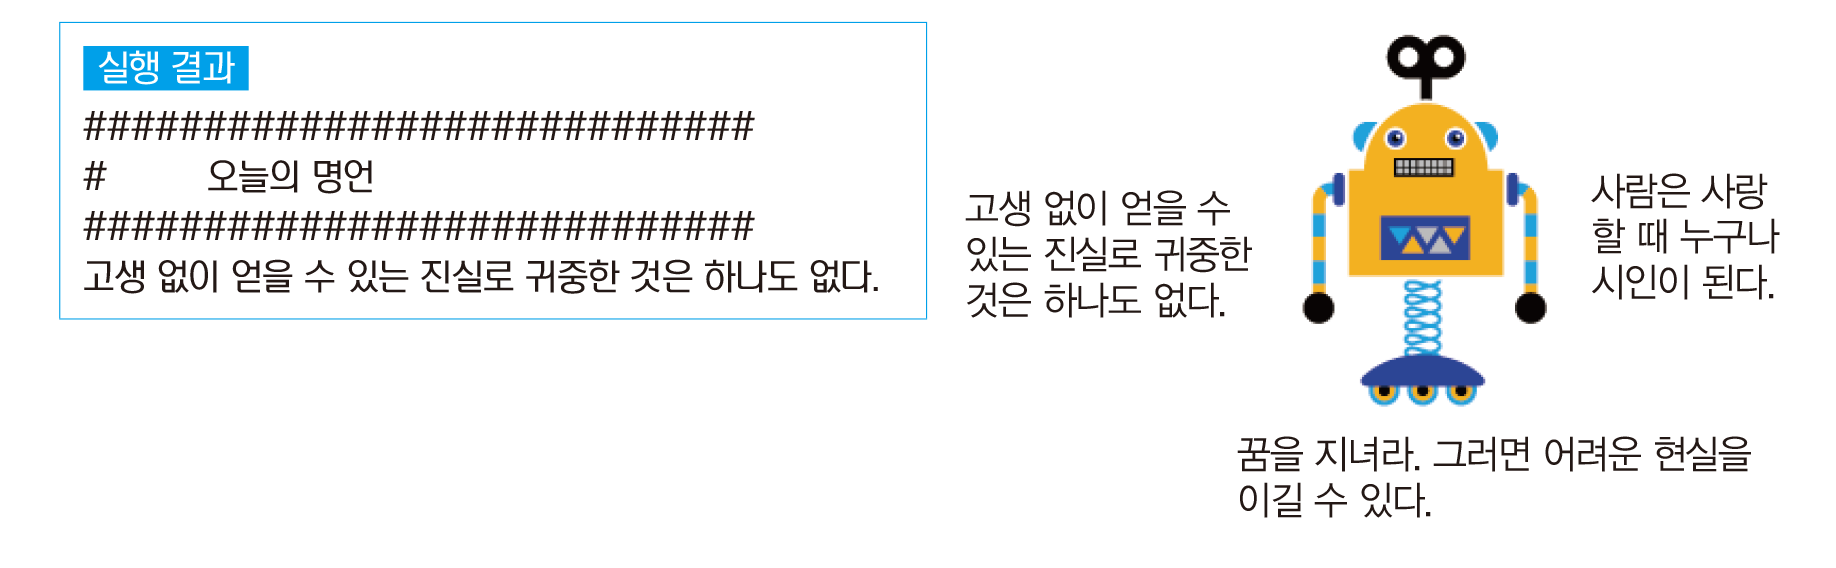 실행 결과
############################
#     오늘의 명언
############################
고생 없이 얻을 수 있는 진실로 귀중한 것은 하나도 없다.
고생 없이 얻을 수
있는 진실로 귀중한
것은 하나도 없다.
사람은 사랑
할 때 누구나
시인이 된다.
꿈을 지녀라. 그러면 어려운 현실을
이길 수 있다.